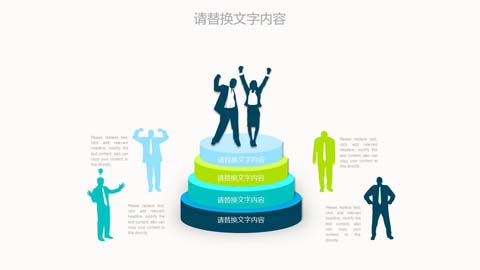 请替换文字内容
Please replace text,
click add relevant
headline, modify the
text content, also can
copy your content to
this directly.
Please replace text,
click add relevant
headline, modify the
text content, also can
copy your content to
this directly.
请替换文字内容
请替换文字内容
请替换文字内容
请替换文字内容
Please replace text,
click add relevant
headline, modify the
text content, also can
copy your content to
this directly.
Please replace text,
click add relevant
headline, modify the
text content, also can
copy your content to
this directly.